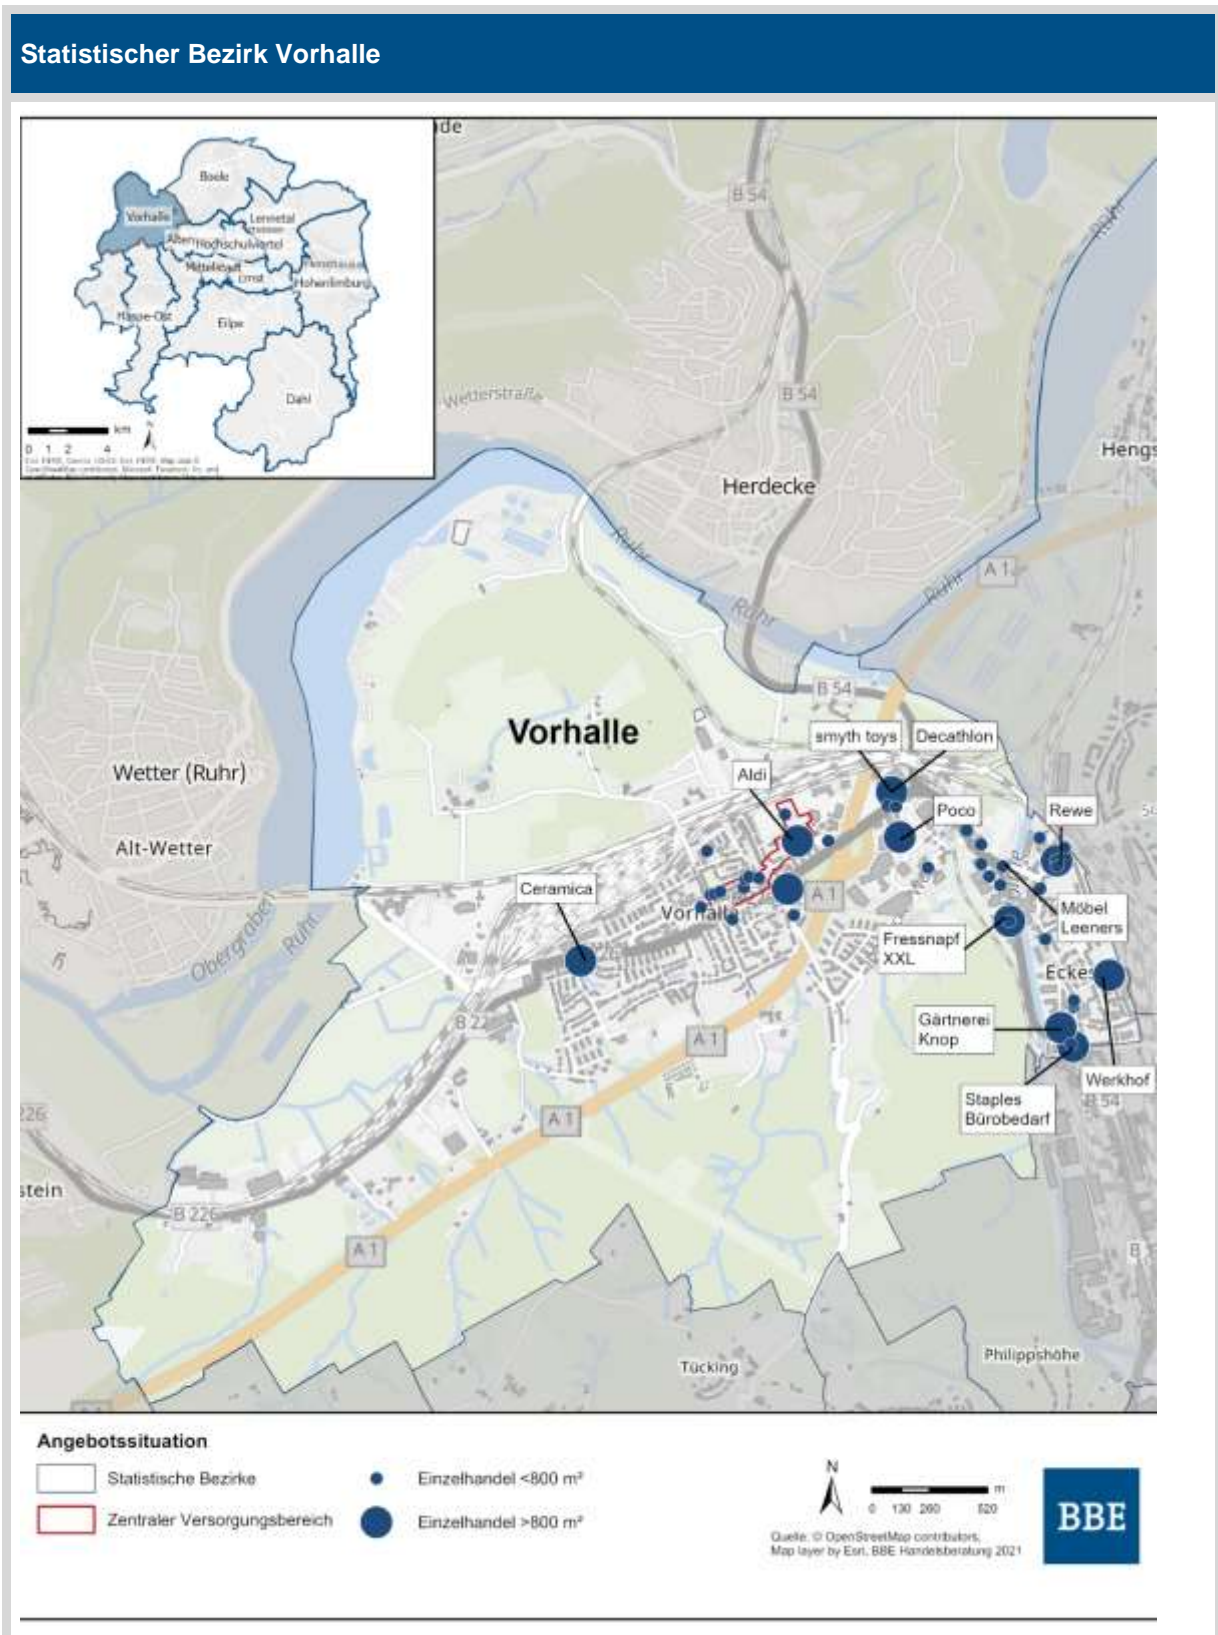 Statistischer Bezirk Vorhalle
de
Boele
Vorhalle
Lennetal
Hochschulviertel
Mittelstadt
Emst
Hohenlimburg
Haspe-Ost
Eilpe
Dahl
km
0 1 2 4
N
B 54
Ruhr
B 54
Wetterstraße
Hengs
Herdecke
Ruhr
A 1
Ruhr
Ruhr
B 54
Vorhalle
smyth toys
Decathlon
Wetter (Ruhr)
Aldi
Poco
Rewe
Alt-Wetter
Ceramica
A 1
Möbel
Leeners
Vorhall
Fressnapf
XXL
Obergraben
Ruhr
Eckes
Gärtnerei
Knop
B 22
A 1
Werkhof
Staples
Bürobedarf
B 54
A 1
226
stein
B 226
A 1
Philippshöhe
Tücking
Angebotssituation
Statistische Bezirke
Einzelhandel <800 m²
Zentraler Versorgungsbereich
Einzelhandel >800 m²
N
m
0 130 260 520
Quelle: © OpenStreetMap contributors,
Map layer by Esri, BBE Handelsberatung 2021
BBE